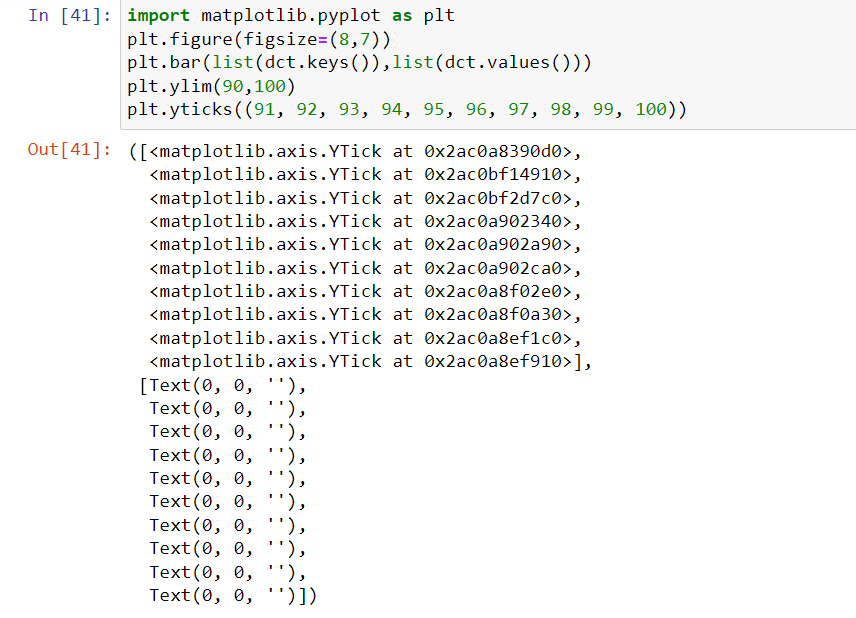 In [41]: import matplotlib.pyplot as plt
plt.figure(figsize=(8,7))
plt.bar(list(dct.keys()),list(dct.values()))
plt.ylim(90,100)
plt.yticks((91, 92, 93, 94, 95, 96, 97, 98, 99, 100))
Out[41]: ([<matplotlib.axis.YTick at 0x2ac0a8390d0>,
<matplotlib.axis.YTick at 0x2ac0bf14910>,
<matplotlib.axis.YTick at 0x2ac0bf2d7c0>,
<matplotlib.axis.YTick at 0x2ac0a902340>,
<matplotlib.axis.YTick at 0x2ac0a902a90>,
<matplotlib.axis.YTick at 0x2ac0a902ca0>,
<matplotlib.axis.YTick at 0x2ac0a8f02e0>,
<matplotlib.axis.YTick at 0x2ac0a8f0a30>,
<matplotlib.axis.YTick at 0x2ac0a8ef1c0>,
<matplotlib.axis.YTick at 0x2ac0a8ef910>],
[Text(0, 0, ''),
Text(0, 0, ''),
Text(0, 0, ''),
Text(0, 0, ''),
Text(0, 0, ''),
Text(0, 0, ''),
Text(0, 0, ''),
Text(0, 0, ''),
Text(0, 0, ''),
Text(0, 0, '')])